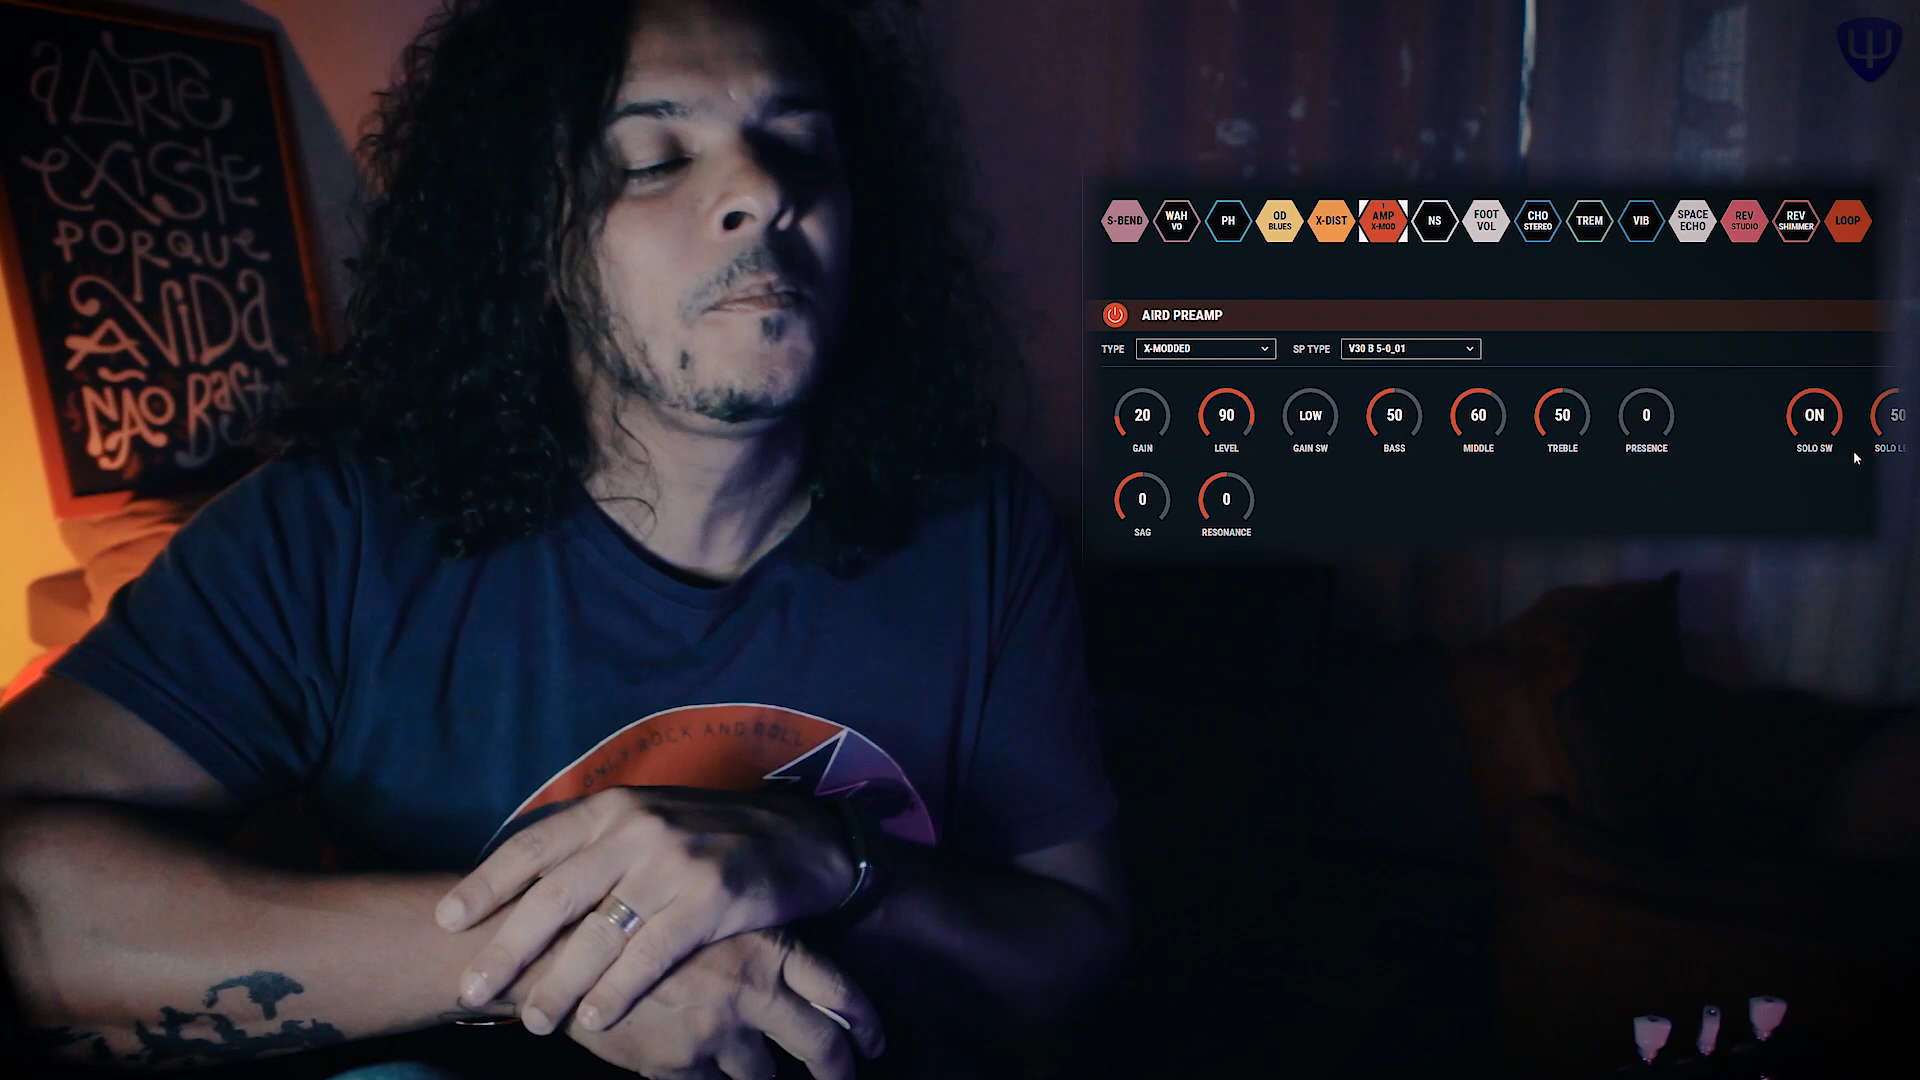 a ARTe
eXiSte
PORQue
A ViDa
NÃO Bast
ONLY ROCK AND ROLL
S-BEND
WAH
VO
PH
OD
BLUES
X-DIST
1
AMP
X-MOD
NS
FOOT
VOL
CHO
STEREO
TREM
VIB
SPACE
ECHO
REV
STUDIO
REV
SHIMMER
LOOP
AIRD PREAMP
TYPE X-MODDED SP TYPE V30 B 5-0_01
20 90 LOW 50 60 50 0 ON 50
GAIN LEVEL GAIN SW BASS MIDDLE TREBLE PRESENCE SOLO SW SOLO LE
0 0
SAG RESONANCE